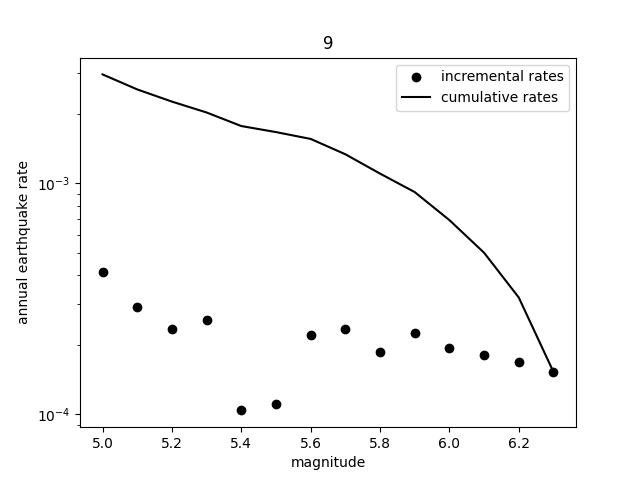 9
incremental rates
cumulative rates
annual earthquake rate
10⁻³
10⁻⁴
5.0 5.2 5.4 5.6 5.8 6.0 6.2
magnitude